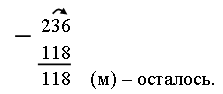 236
–
118
118 (м) – осталось.